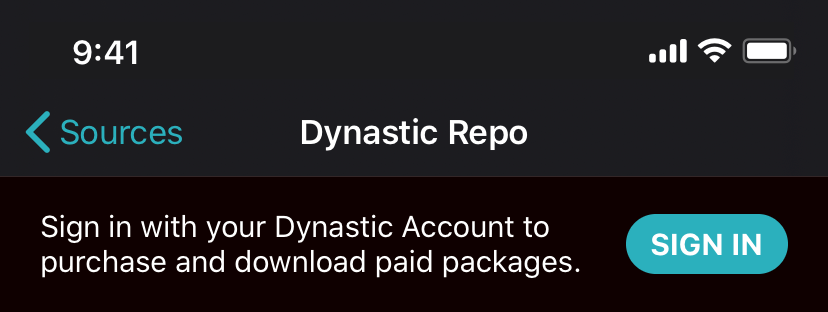 9:41
Sources
Dynastic Repo
Sign in with your Dynastic Account to
purchase and download paid packages.
SIGN IN